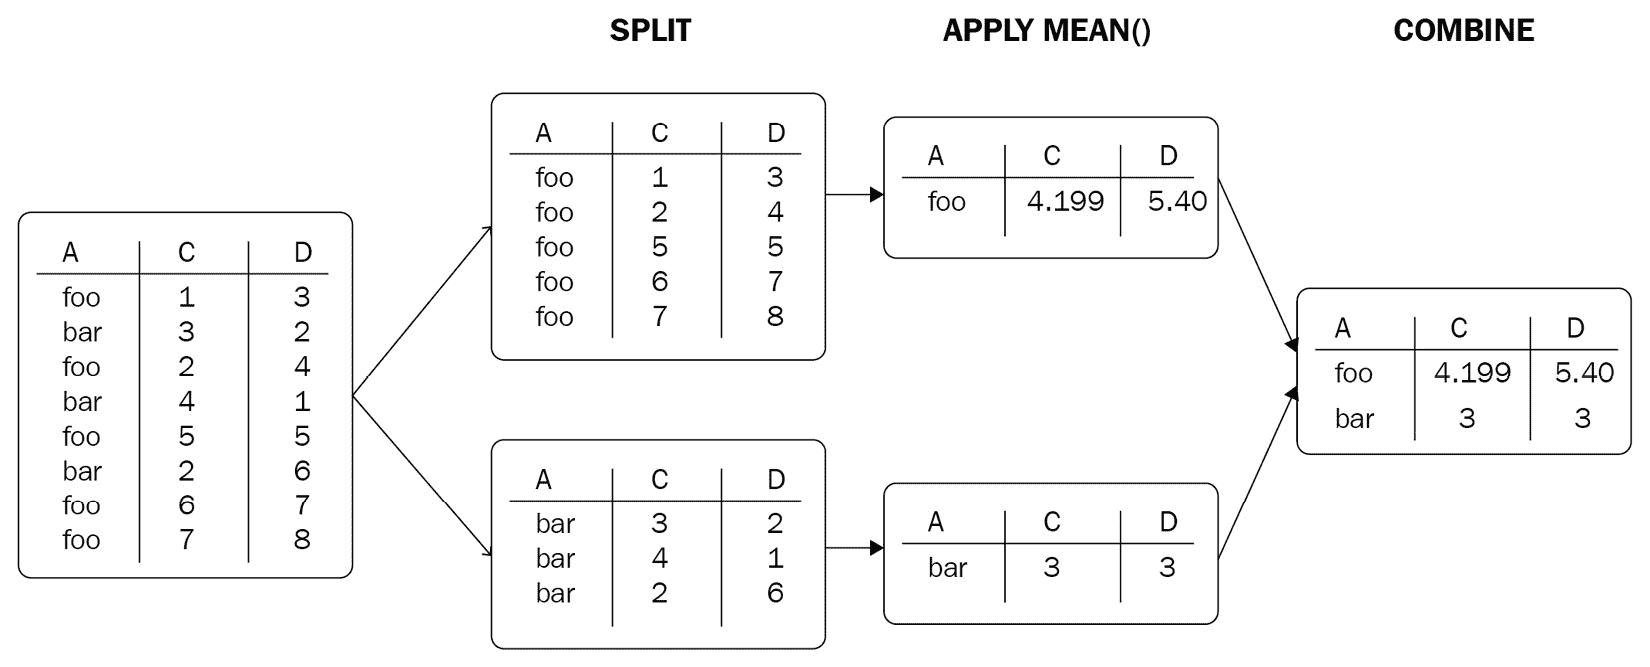 SPLIT
APPLY MEAN()
COMBINE
A C D
foo 1 3
bar 3 2
foo 2 4
bar 4 1
foo 5 5
bar 2 6
foo 6 7
foo 7 8
A C D
foo 1 3
foo 2 4
foo 5 5
foo 6 7
foo 7 8
A C D
bar 3 2
bar 4 1
bar 2 6
A C D
foo 4.199 5.40
A C D
bar 3 3
A C D
foo 4.199 5.40
bar 3 3